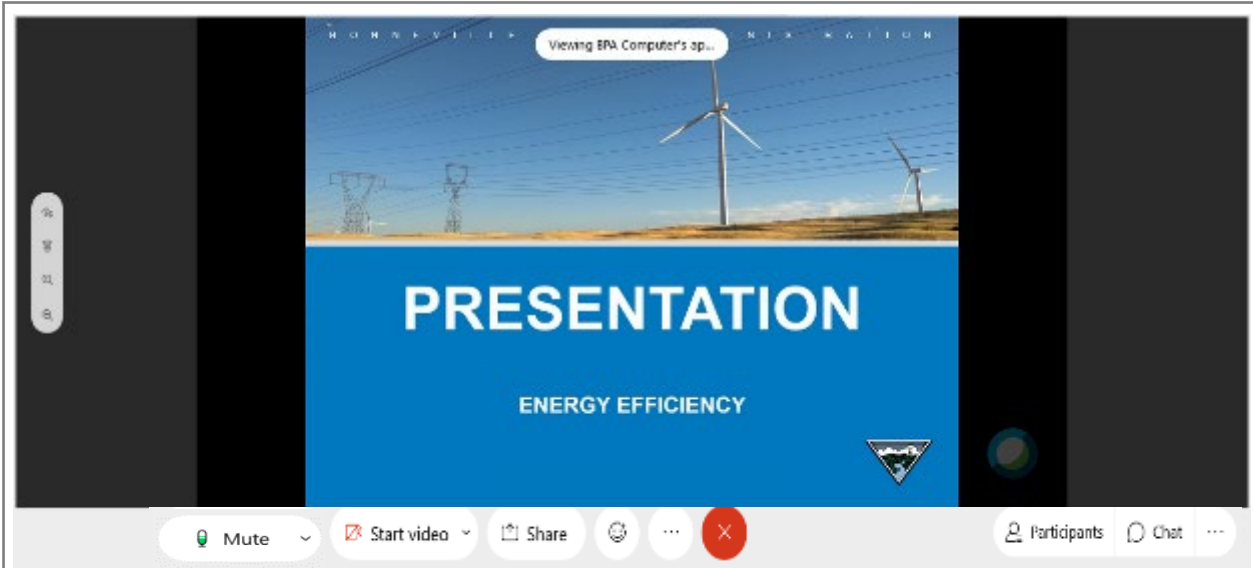 Viewing BPA Computer's ap...
PRESENTATION
ENERGY EFFICIENCY
Mute
Start video
Share
...
Participants
Chat
...